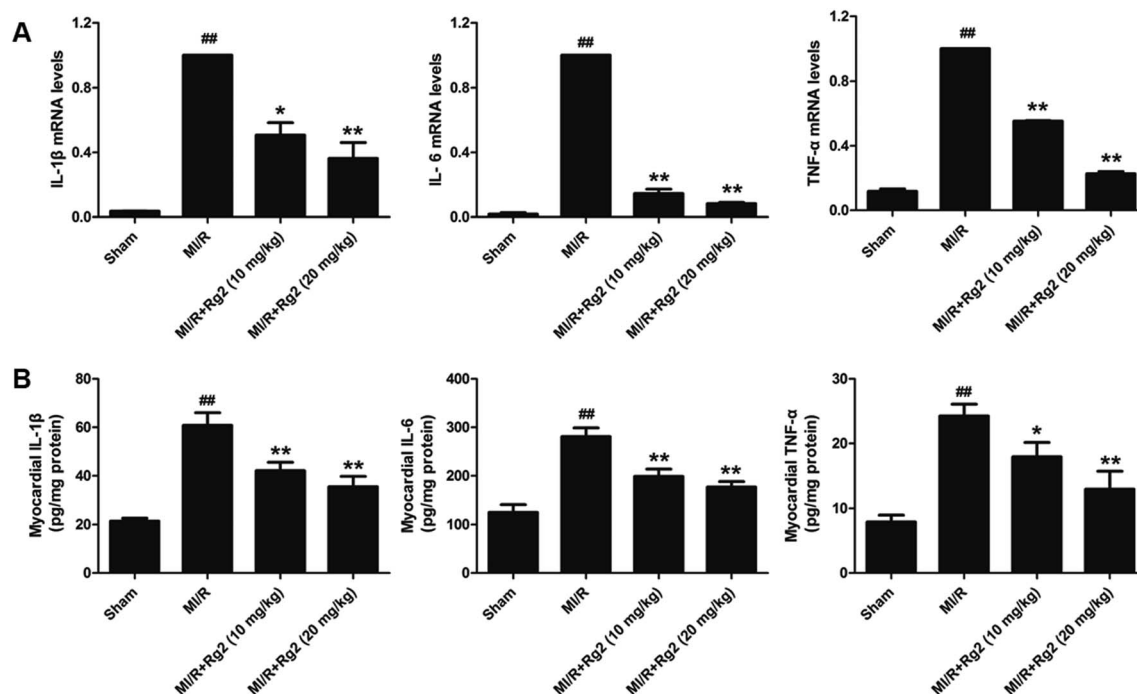 A
IL-1β mRNA levels
1.2
0.8
0.4
0.0
##
*
**
Sham
MI/R
MI/R+Rg2 (10 mg/kg)
MI/R+Rg2 (20 mg/kg)
IL- 6 mRNA levels
1.2
0.8
0.4
0.0
##
**
**
Sham
MI/R
MI/R+Rg2 (10 mg/kg)
MI/R+Rg2 (20 mg/kg)
TNF-α mRNA levels
1.2
0.9
0.6
0.3
0.0
##
**
**
Sham
MI/R
MI/R+Rg2 (10 mg/kg)
MI/R+Rg2 (20 mg/kg)
B
Myocardial IL-1β
(pg/mg protein)
80
60
40
20
0
##
**
**
Sham
MI/R
MI/R+Rg2 (10 mg/kg)
MI/R+Rg2 (20 mg/kg)
Myocardial IL-6
(pg/mg protein)
400
300
200
100
0
##
**
**
Sham
MI/R
MI/R+Rg2 (10 mg/kg)
MI/R+Rg2 (20 mg/kg)
Myocardial TNF-α
(pg/mg protein)
30
20
10
0
##
*
**
Sham
MI/R
MI/R+Rg2 (10 mg/kg)
MI/R+Rg2 (20 mg/kg)